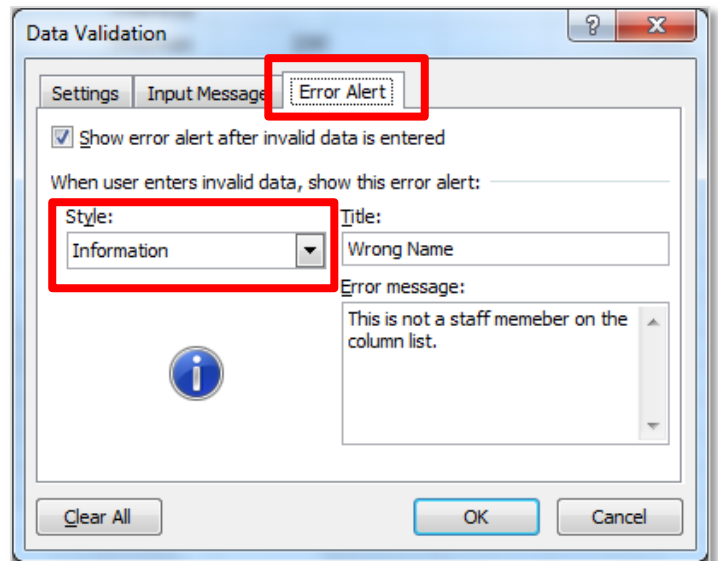 Data Validation
Settings Input Message Error Alert
Show error alert after invalid data is entered
When user enters invalid data, show this error alert:
Style: Title:
Information Wrong Name
Error message:
This is not a staff memeber on the
column list.
Clear All OK Cancel